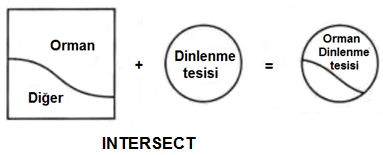 Orman
Diğer
+
Dinlenme
tesisi
=
Orman
Dinlenme
tesisi
INTERSECT